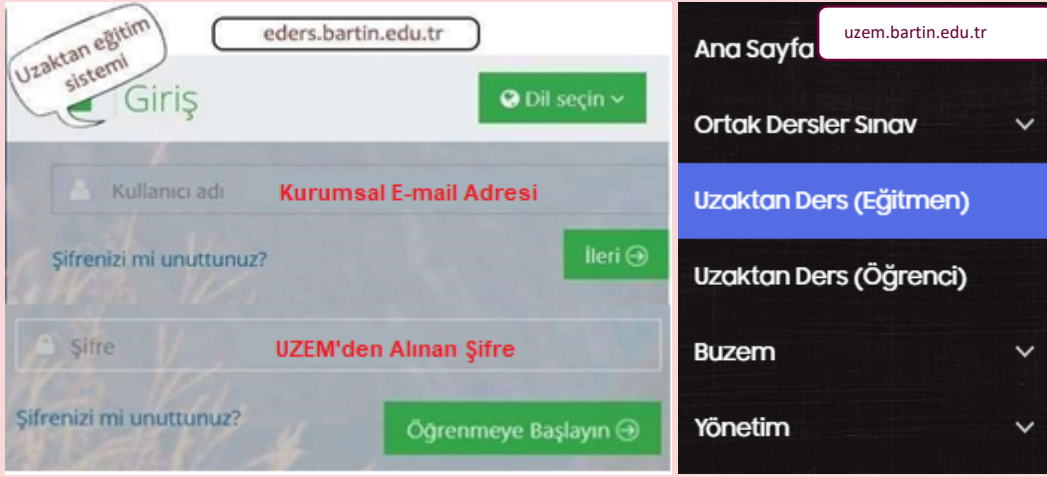 Uzaktan eğitim
sistemi
eders.bartin.edu.tr
Giriş
Dil seçin
Kullanıcı adı
Kurumsal E-mail Adresi
Şifrenizi mi unuttunuz?
İleri
Şifre
UZEM'den Alınan Şifre
Şifrenizi mi unuttunuz?
Öğrenmeye Başlayın
uzem.bartin.edu.tr
Ana Sayfa
Ortak Dersler Sınav
Uzaktan Ders (Eğitmen)
Uzaktan Ders (Öğrenci)
Buzem
Yönetim